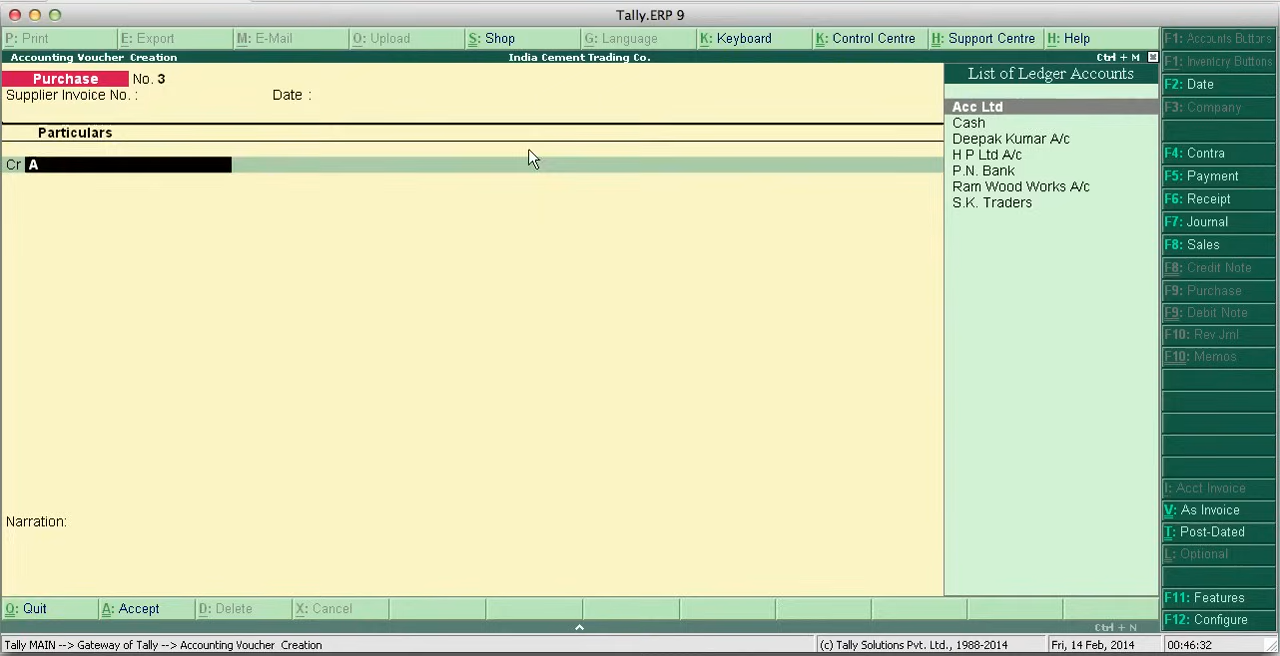 Tally.ERP 9
P: Print E: Export M: E-Mail O: Upload S: Shop G: Language K: Keyboard K: Control Centre H: Support Centre H: Help
Accounting Voucher Creation India Cement Trading Co. Ctrl + M
Purchase No. 3
Supplier Invoice No. : Date :
Particulars
Cr A
Narration:
List of Ledger Accounts
Acc Ltd
Cash
Deepak Kumar A/c
H P Ltd A/c
P.N. Bank
Ram Wood Works A/c
S.K. Traders
F1: Accounts Buttons
F1: Inventory Buttons
F2: Date
F3: Company
F4: Contra
F5: Payment
F6: Receipt
F7: Journal
F8: Sales
F8: Credit Note
F9: Purchase
F9: Debit Note
F10: Rev Jrnl
F10: Memos
I: Acct Invoice
V: As Invoice
T: Post-Dated
L: Optional
F11: Features
F12: Configure
Q: Quit A: Accept D: Delete X: Cancel
Ctrl + N
Tally MAIN --> Gateway of Tally --> Accounting Voucher Creation (c) Tally Solutions Pvt. Ltd., 1988-2014 Fri, 14 Feb, 2014 00:46:32